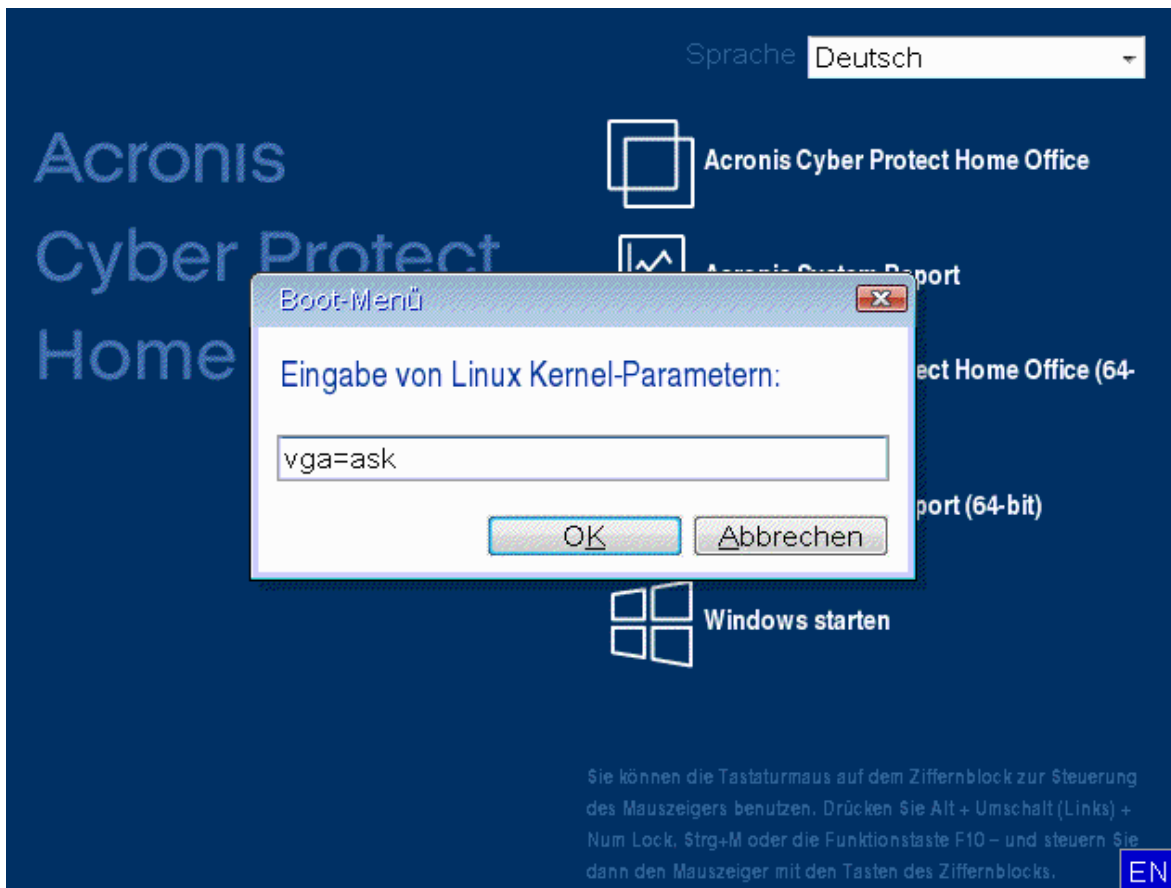 Sprache Deutsch
Acronis
Cyber Protect
Home
Acronis Cyber Protect Home Office
Acronis System Report
Boot-Menü
Eingabe von Linux Kernel-Parametern:
vga=ask
OK
Abbrechen
ect Home Office (64-
port (64-bit)
Windows starten
Sie können die Tastaturmaus auf dem Ziffernblock zur Steuerung
des Mauszeigers benutzen. Drücken Sie Alt + Umschalt (Links) +
Num Lock, Strg+M oder die Funktionstaste F10 – und steuern Sie
dann den Mauszeiger mit den Tasten des Ziffernblocks.
EN